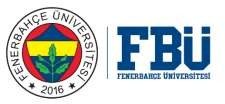 FENERBAHÇE ÜNİVERSİTESİ
2016
FBÜ
FENERBAHÇE ÜNİVERSİTESİ